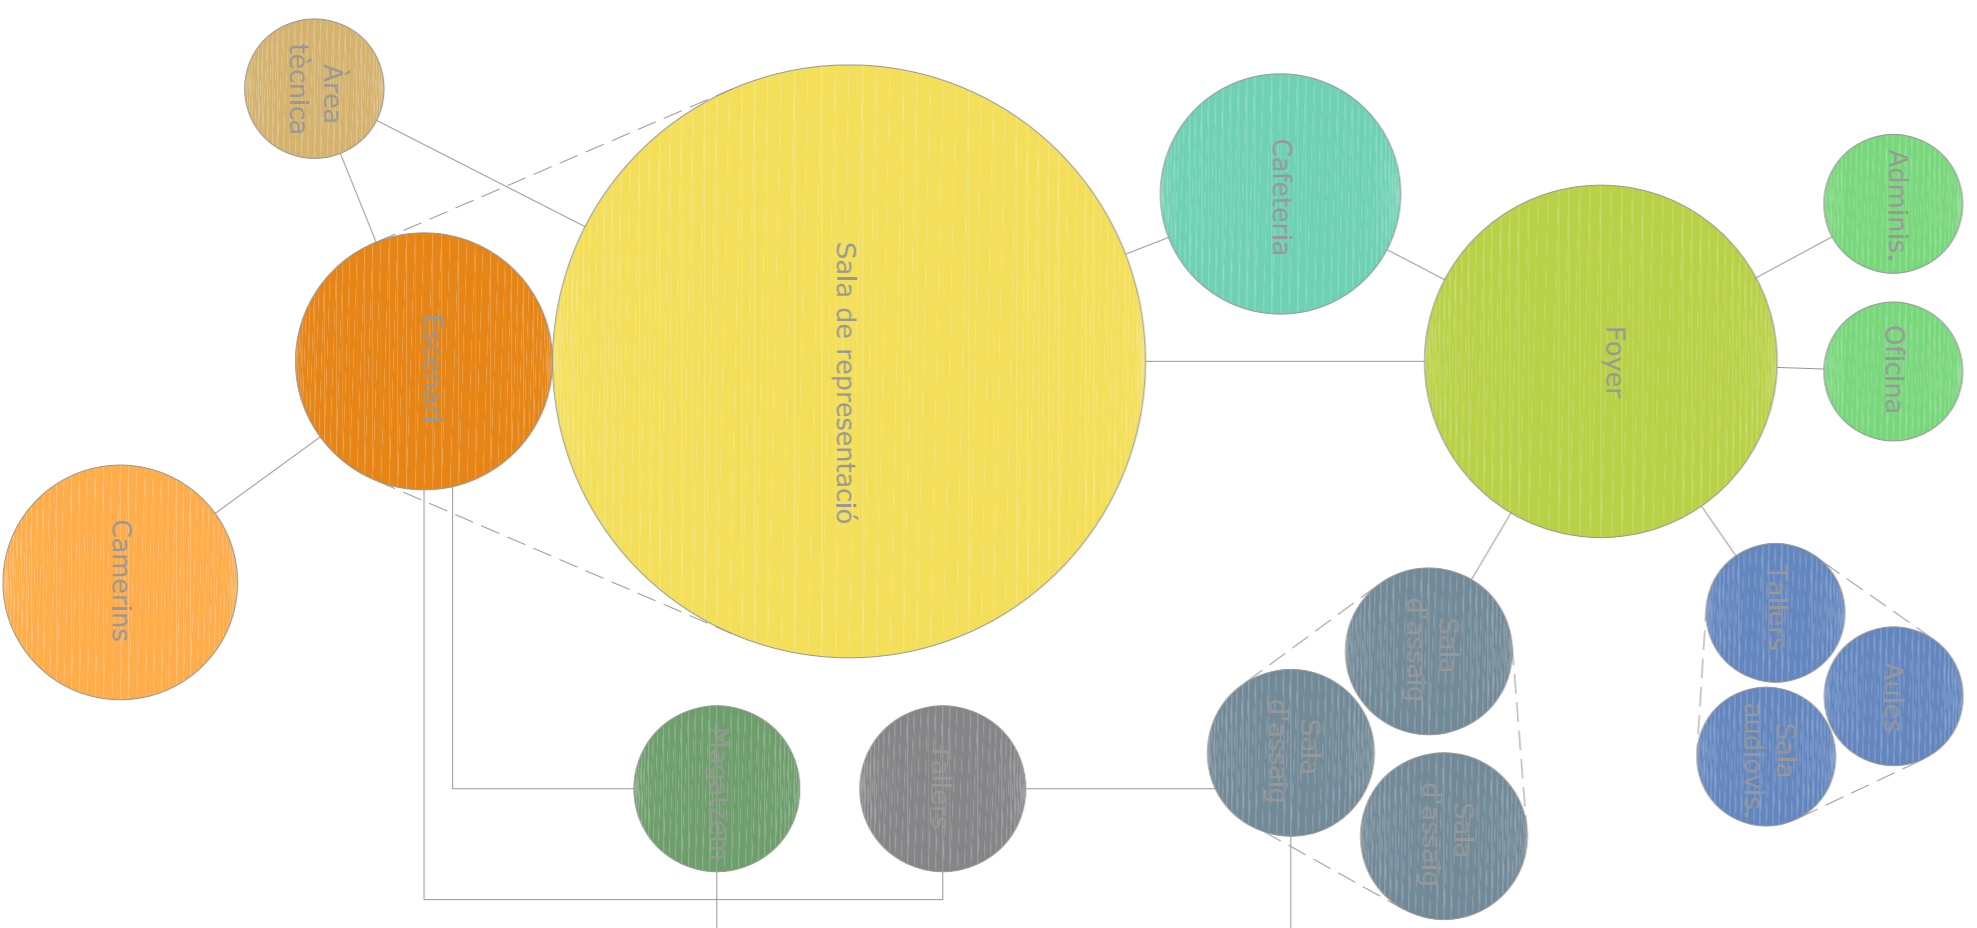 Àrea
tècnica
Escenari
Camerins
Sala de representació
Cafeteria
Foyer
Adminis.
Oficina
Magatzem
Tallers
Sala
d'assaig
Sala
d'assaig
Sala
d'assaig
Tallers
Aules
Sala
audiovis.